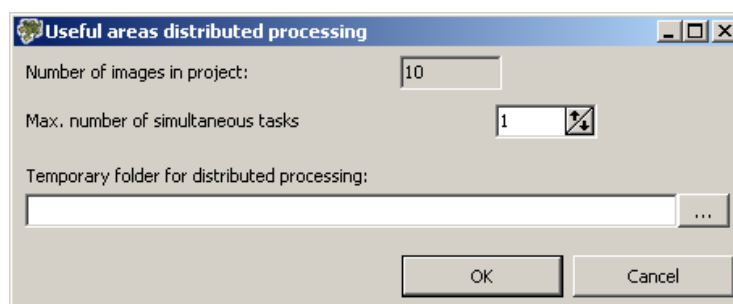 Useful areas distributed processing
Number of images in project: 10
Max. number of simultaneous tasks 1
Temporary folder for distributed processing:
...
OK Cancel